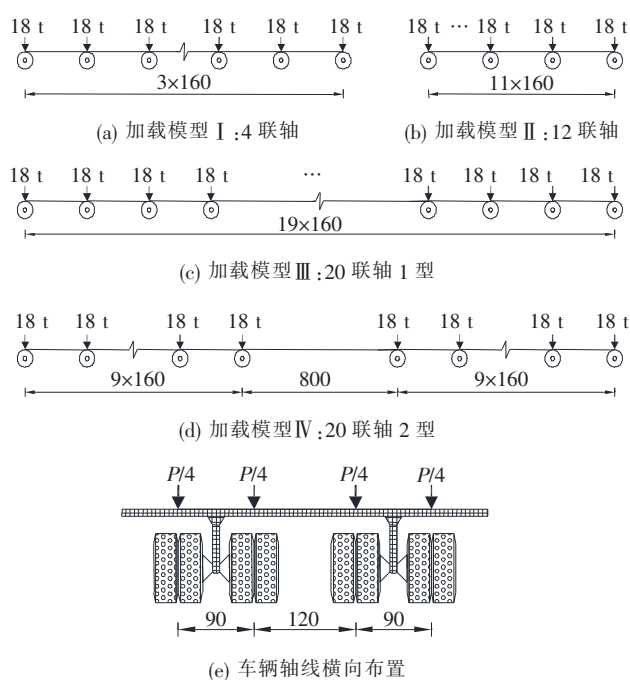 18 t 18 t 18 t 18 t 18 t 18 t
3×160
(a) 加载模型Ⅰ:4 联轴
18 t ··· 18 t 18 t 18 t
11×160
(b) 加载模型Ⅱ:12 联轴
18 t 18 t 18 t 18 t ··· 18 t 18 t 18 t 18 t
19×160
(c) 加载模型Ⅲ:20 联轴 1 型
18 t 18 t 18 t 18 t 18 t 18 t 18 t 18 t
9×160 800 9×160
(d) 加载模型Ⅳ:20 联轴 2 型
P/4 P/4 P/4 P/4
90 120 90
(e) 车辆轴线横向布置